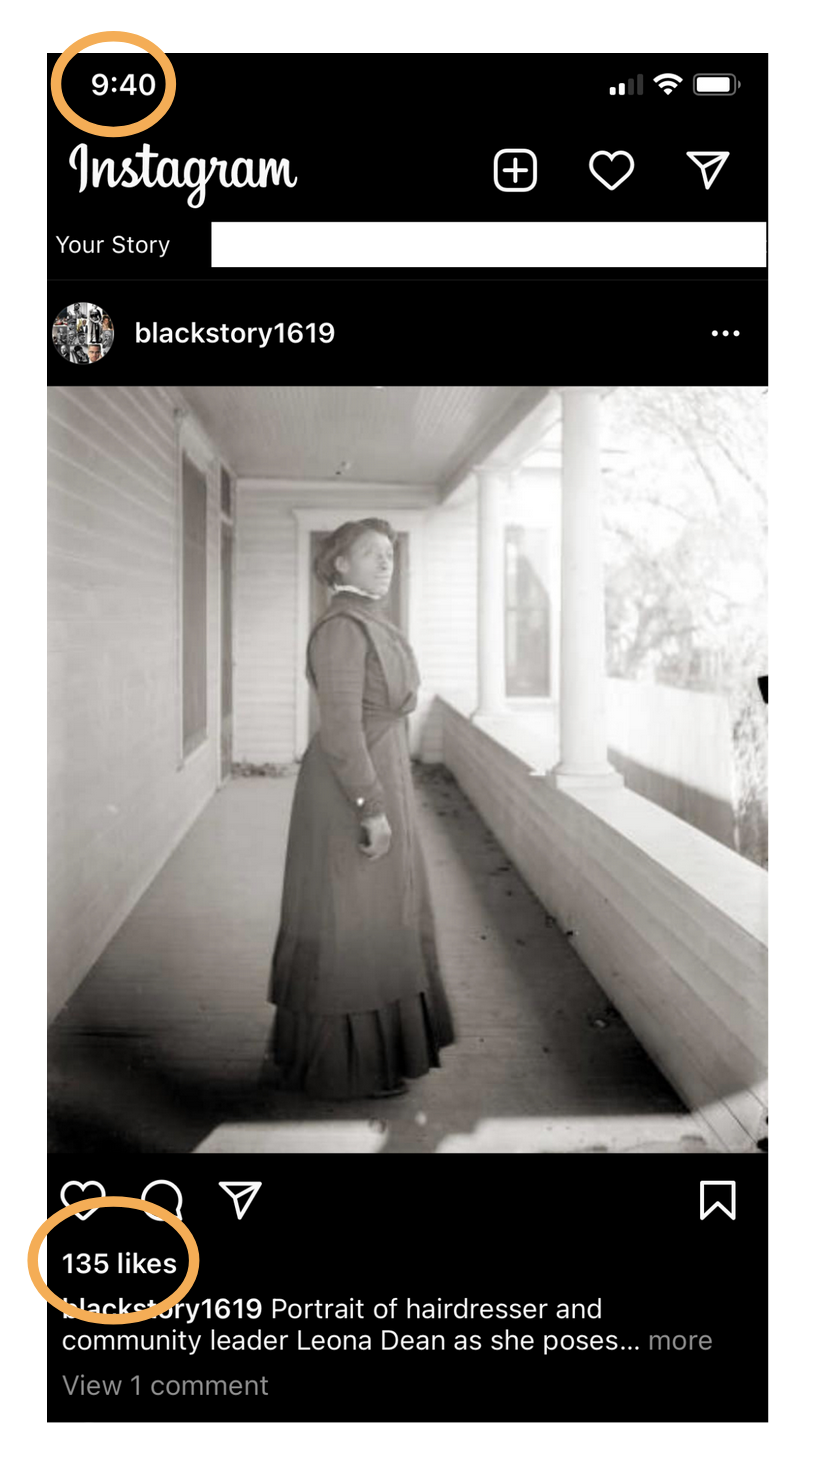 9:40
Instagram
Your Story
blackstory1619
135 likes
blackstory1619 Portrait of hairdresser and
community leader Leona Dean as she poses... more
View 1 comment